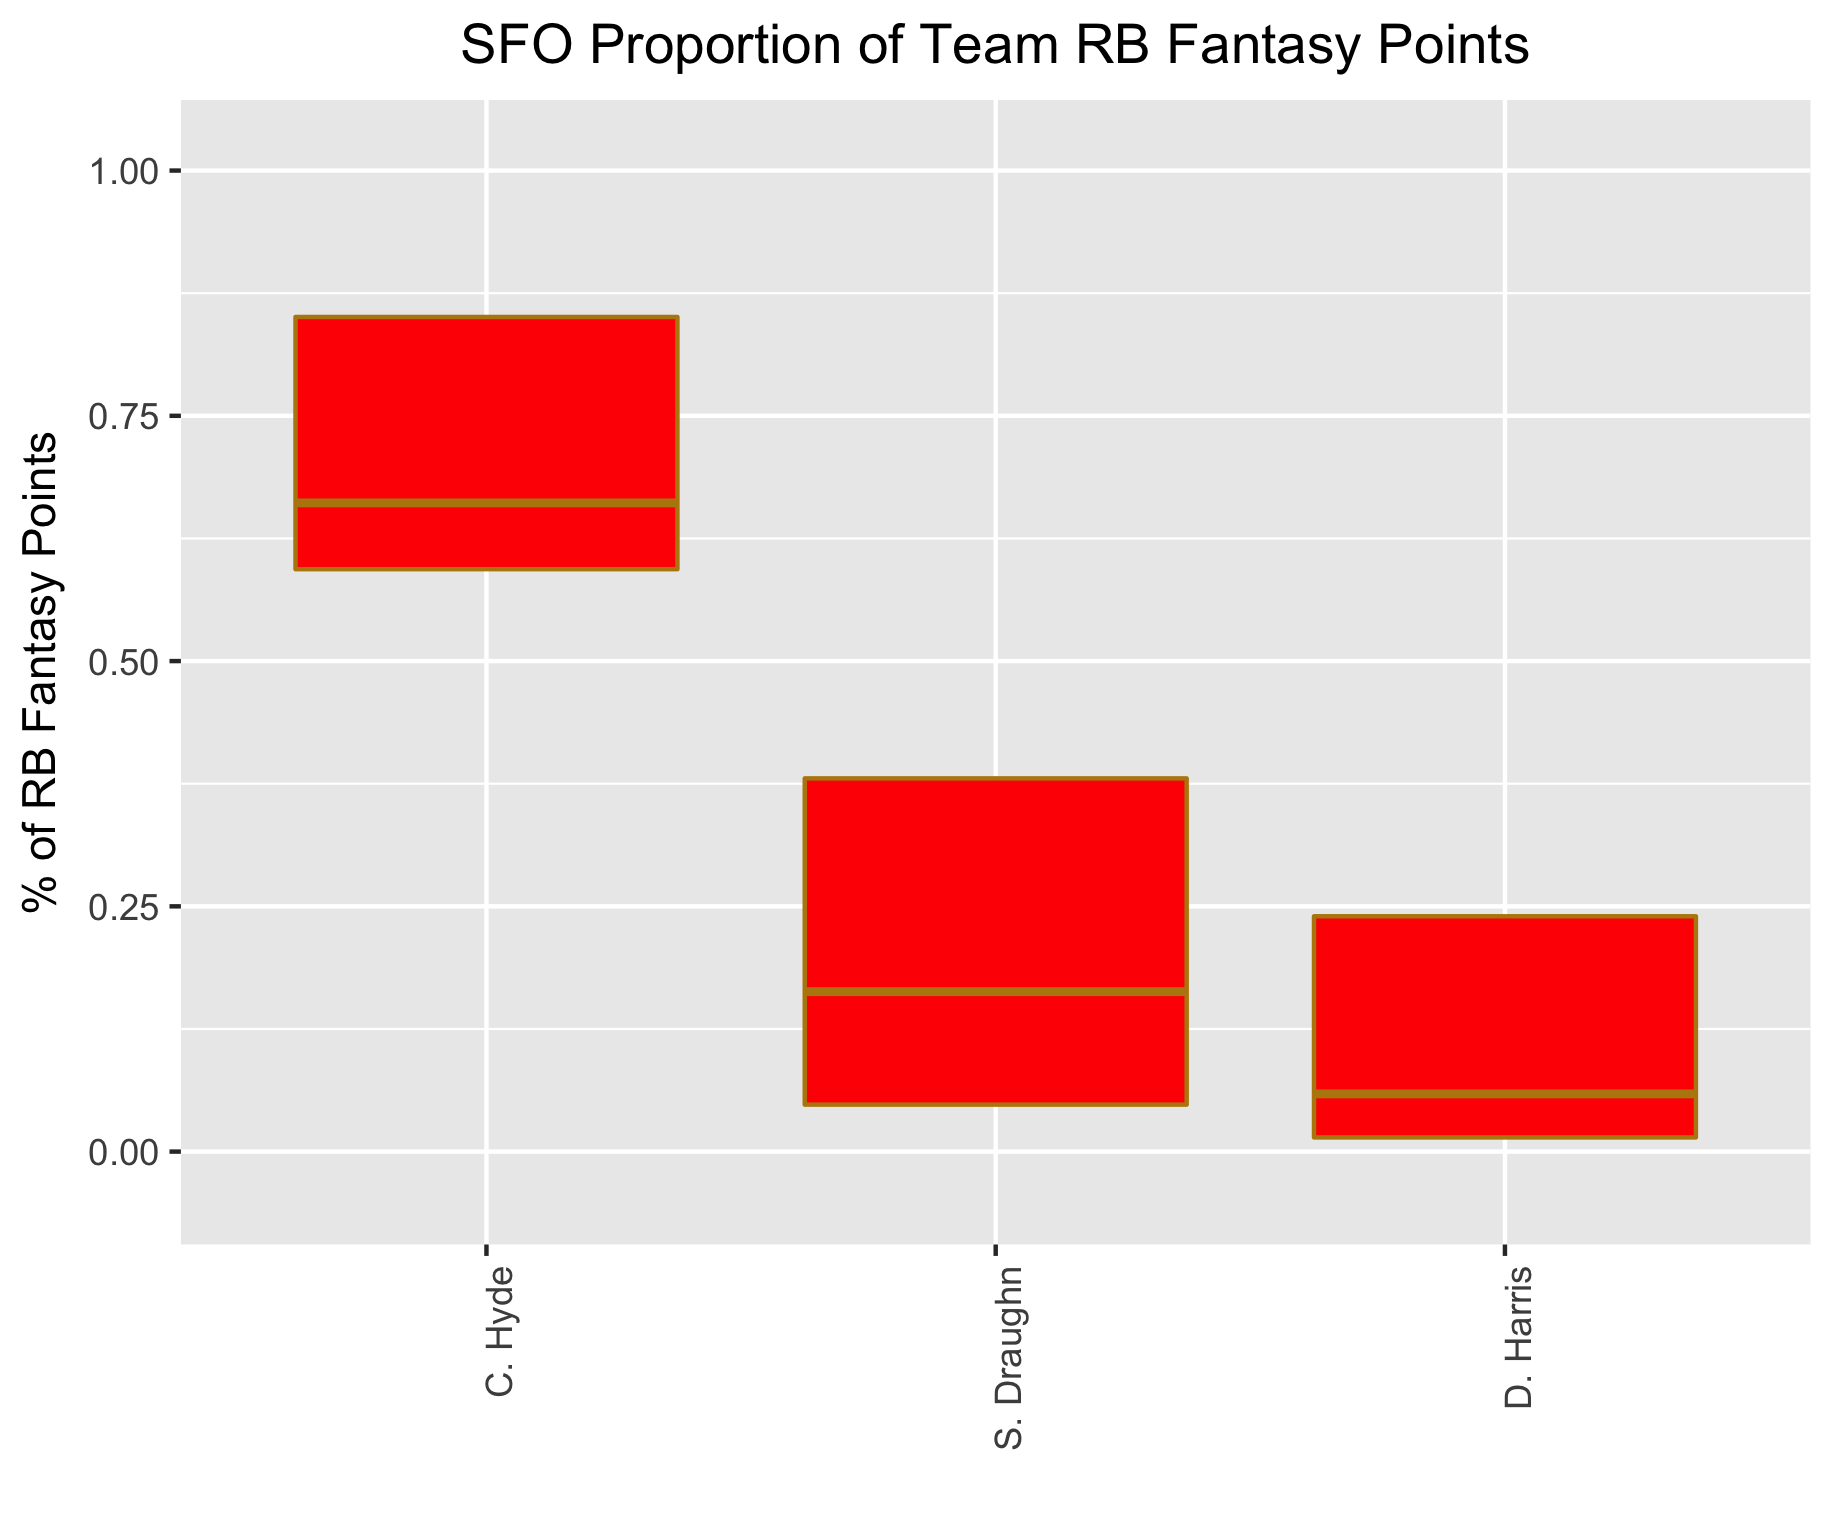 SFO Proportion of Team RB Fantasy Points
% of RB Fantasy Points
1.00
0.75
0.50
0.25
0.00
C. Hyde
S. Draughn
D. Harris